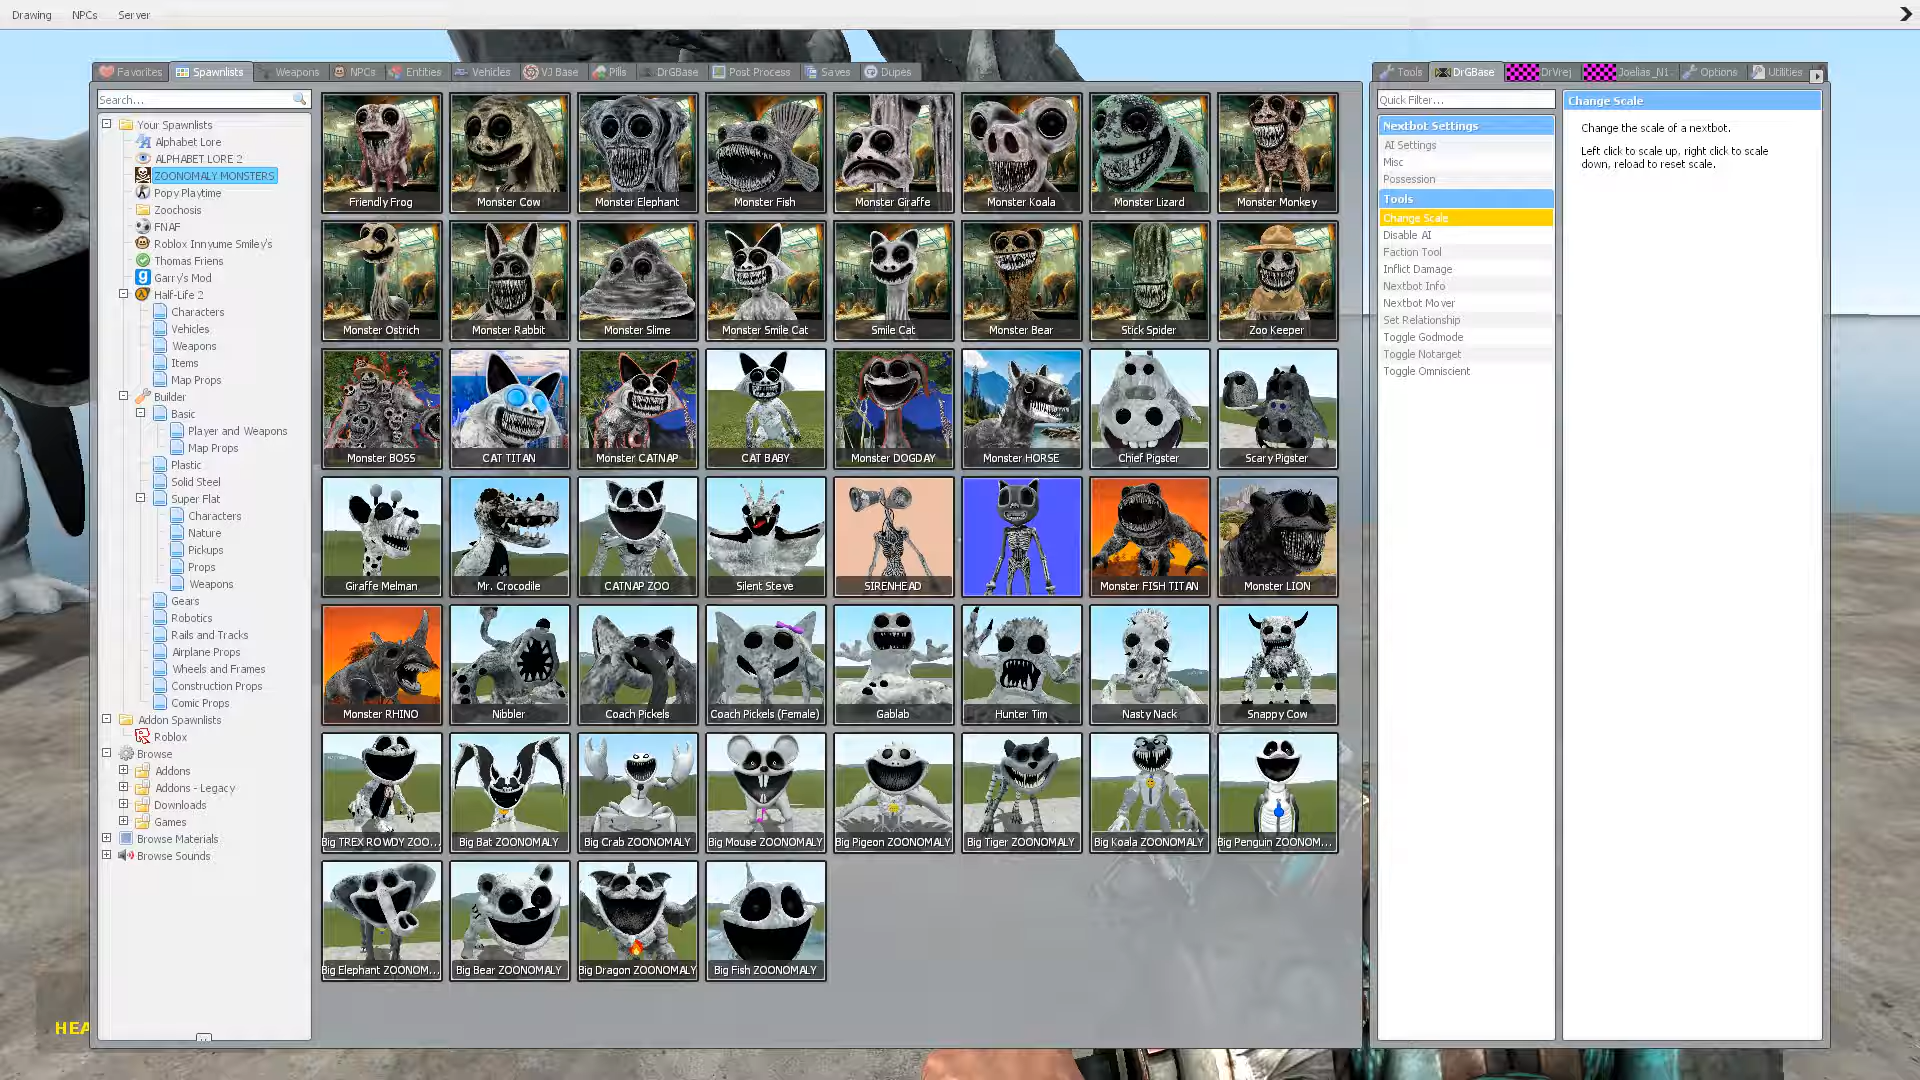 Drawing NPCs Server
Favorites Spawnlists Weapons NPCs Entities Vehicles VJ Base Pills DrGBase Post Process Saves Dupes
Search...
Your Spawnlists
Alphabet Lore
ALPHABET LORE 2
ZOONOMALY MONSTERS
Popy Playtime
Zoochosis
FNAF
Roblox Innyume Smiley's
Thomas Friens
Garry's Mod
Half-Life 2
Characters
Vehicles
Weapons
Items
Map Props
Builder
Basic
Player and Weapons
Map Props
Plastic
Solid Steel
Super Flat
Characters
Nature
Pickups
Props
Weapons
Gears
Robotics
Rails and Tracks
Airplane Props
Wheels and Frames
Construction Props
Comic Props
Addon Spawnlists
Roblox
Browse
Addons
Addons - Legacy
Downloads
Games
Browse Materials
Browse Sounds
HEA
Friendly Frog Monster Cow Monster Elephant Monster Fish Monster Giraffe Monster Koala Monster Lizard Monster Monkey
Monster Ostrich Monster Rabbit Monster Slime Monster Smile Cat Smile Cat Monster Bear Stick Spider Zoo Keeper
Monster BOSS CAT TITAN Monster CATNAP CAT BABY Monster DOGDAY Monster HORSE Chief Pigster Scary Pigster
Giraffe Melman Mr. Crocodile CATNAP ZOO Silent Steve SIRENHEAD Monster FISH TITAN Monster LION
Monster RHINO Nibbler Coach Pickels Coach Pickels (Female) Gablab Hunter Tim Nasty Nack Snappy Cow
Big TREX ROWDY ZOO... Big Bat ZOONOMALY Big Crab ZOONOMALY Big Mouse ZOONOMALY Big Pigeon ZOONOMALY Big Tiger ZOONOMALY Big Koala ZOONOMALY Big Penguin ZOONOM...
Big Elephant ZOONOM... Big Bear ZOONOMALY Big Dragon ZOONOMALY Big Fish ZOONOMALY
Tools DrGBase DrVrej Joelias_N1 Options Utilities
Quick Filter...
Nextbot Settings
AI Settings
Misc
Possession
Tools
Change Scale
Disable AI
Faction Tool
Inflict Damage
Nextbot Info
Nextbot Mover
Set Relationship
Toggle Godmode
Toggle Notarget
Toggle Omniscient
Change Scale
Change the scale of a nextbot.
Left click to scale up, right click to scale
down, reload to reset scale.